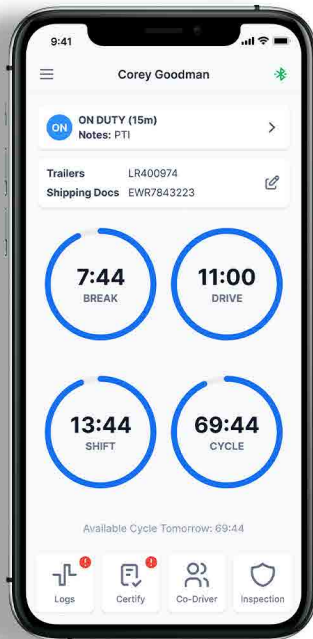 9:41
Corey Goodman
ON
ON DUTY (15m)
Notes: PTI
Trailers LR400974
Shipping Docs EWR7843223
7:44
BREAK
11:00
DRIVE
13:44
SHIFT
69:44
CYCLE
Available Cycle Tomorrow: 69:44
!
!
Logs
Certify
Co-Driver
Inspection